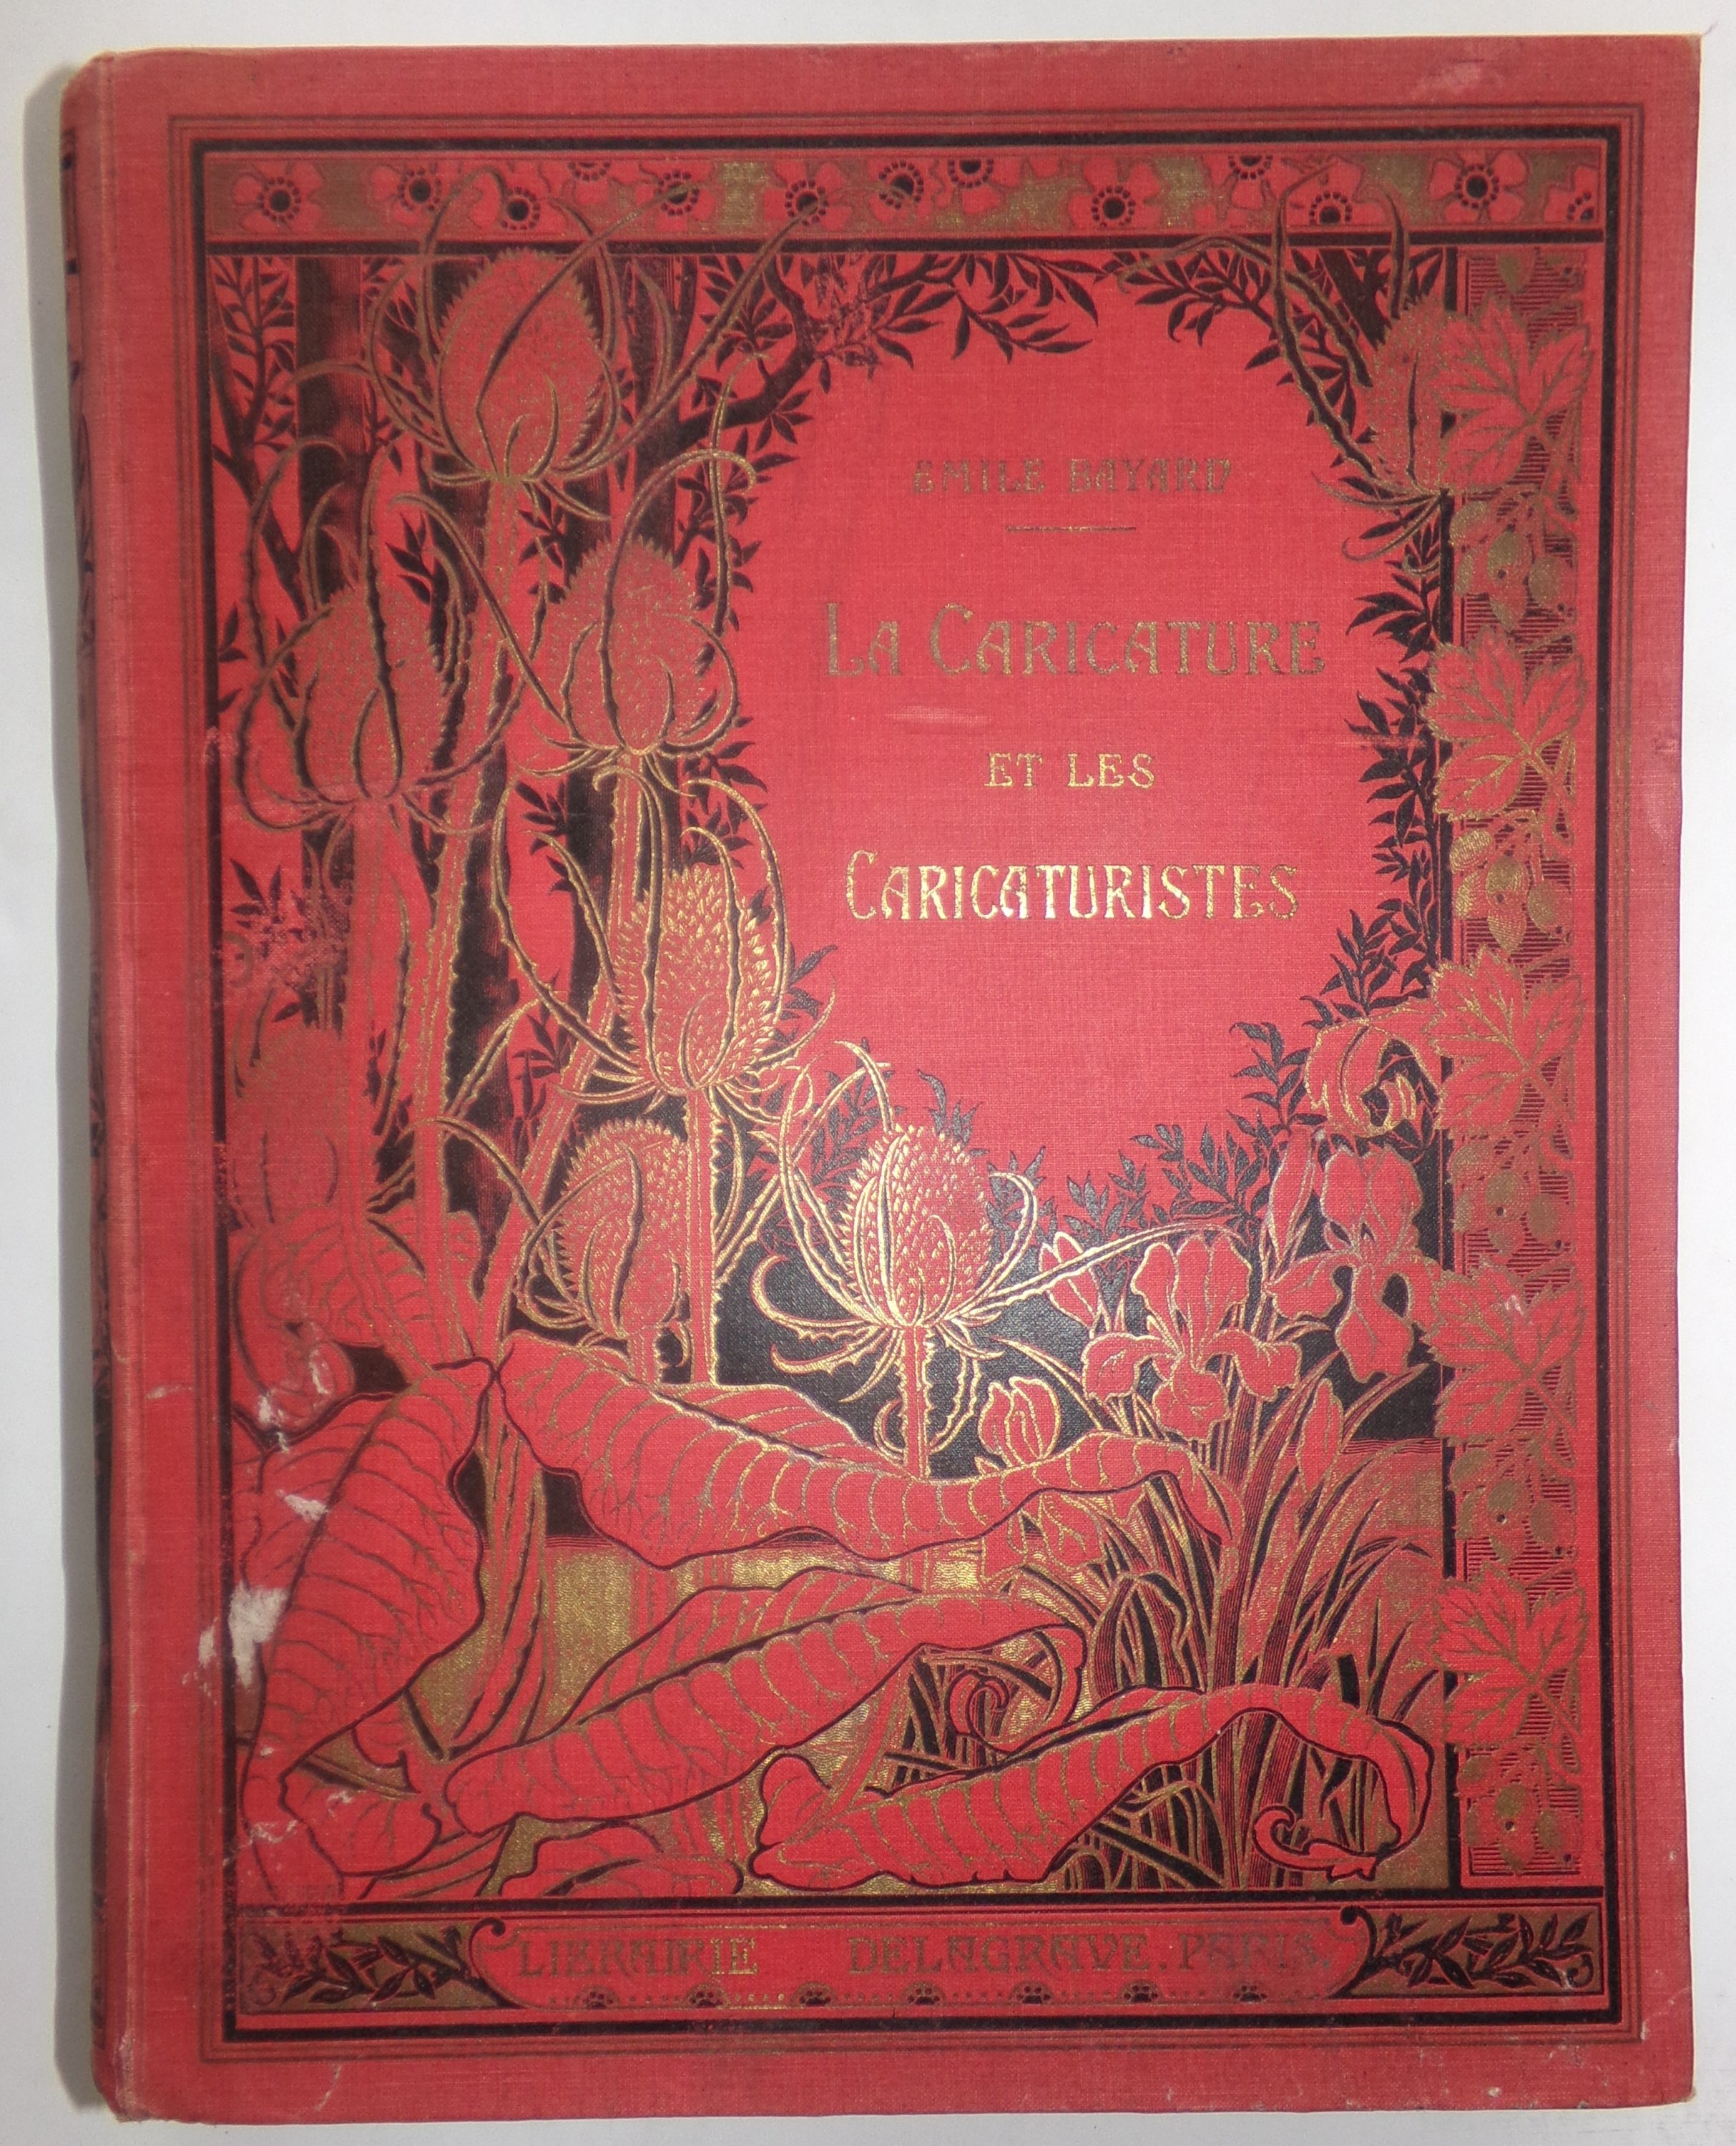 EMILE BAYARD
LA CARICATURE
ET LES
CARICATURISTES
LIBRAIRIE DELAGRAVE. PARIS.